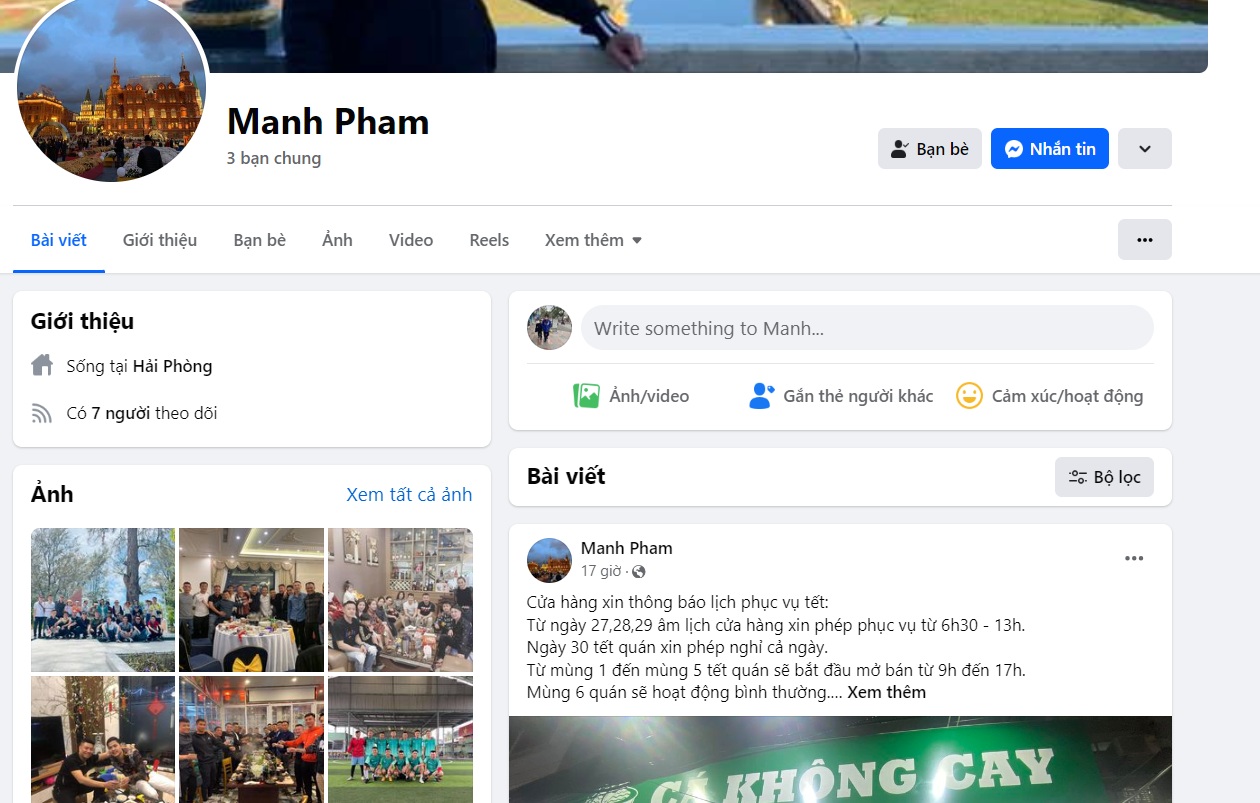 Manh Pham
3 bạn chung
Bạn bè
Nhắn tin
Bài viết
Giới thiệu
Bạn bè
Ảnh
Video
Reels
Xem thêm
Giới thiệu
Sống tại Hải Phòng
Có 7 người theo dõi
Ảnh
Xem tất cả ảnh
Write something to Manh...
Ảnh/video
Gắn thẻ người khác
Cảm xúc/hoạt động
Bài viết
Bộ lọc
Manh Pham
17 giờ ·
Cửa hàng xin thông báo lịch phục vụ tết:
Từ ngày 27,28,29 âm lịch cửa hàng xin phép phục vụ từ 6h30 - 13h.
Ngày 30 tết quán xin phép nghỉ cả ngày.
Từ mùng 1 đến mùng 5 tết quán sẽ bắt đầu mở bán từ 9h đến 17h.
Mùng 6 quán sẽ hoạt động bình thường.... Xem thêm
CÁ KHÔNG CAY